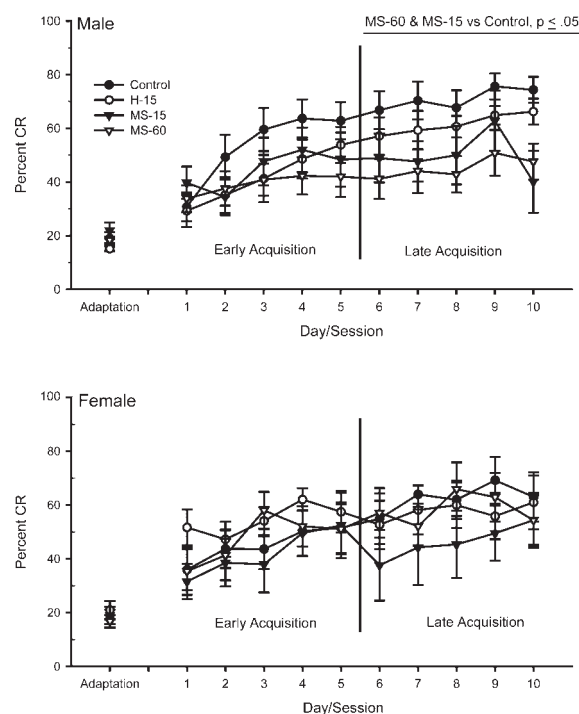 MS-60 & MS-15 vs Control, p ≤ .05
Male
Control
H-15
MS-15
MS-60
Percent CR
100
80
60
40
20
0
Early Acquisition
Late Acquisition
Adaptation 1 2 3 4 5 6 7 8 9 10
Day/Session
Female
Percent CR
100
80
60
40
20
0
Early Acquisition
Late Acquisition
Adaptation 1 2 3 4 5 6 7 8 9 10
Day/Session